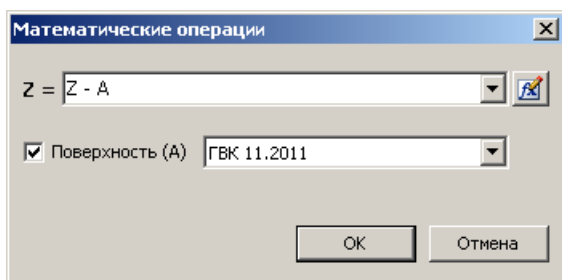 Математические операции
Z = Z - A
Поверхность (A) ГВК 11.2011
OK Отмена